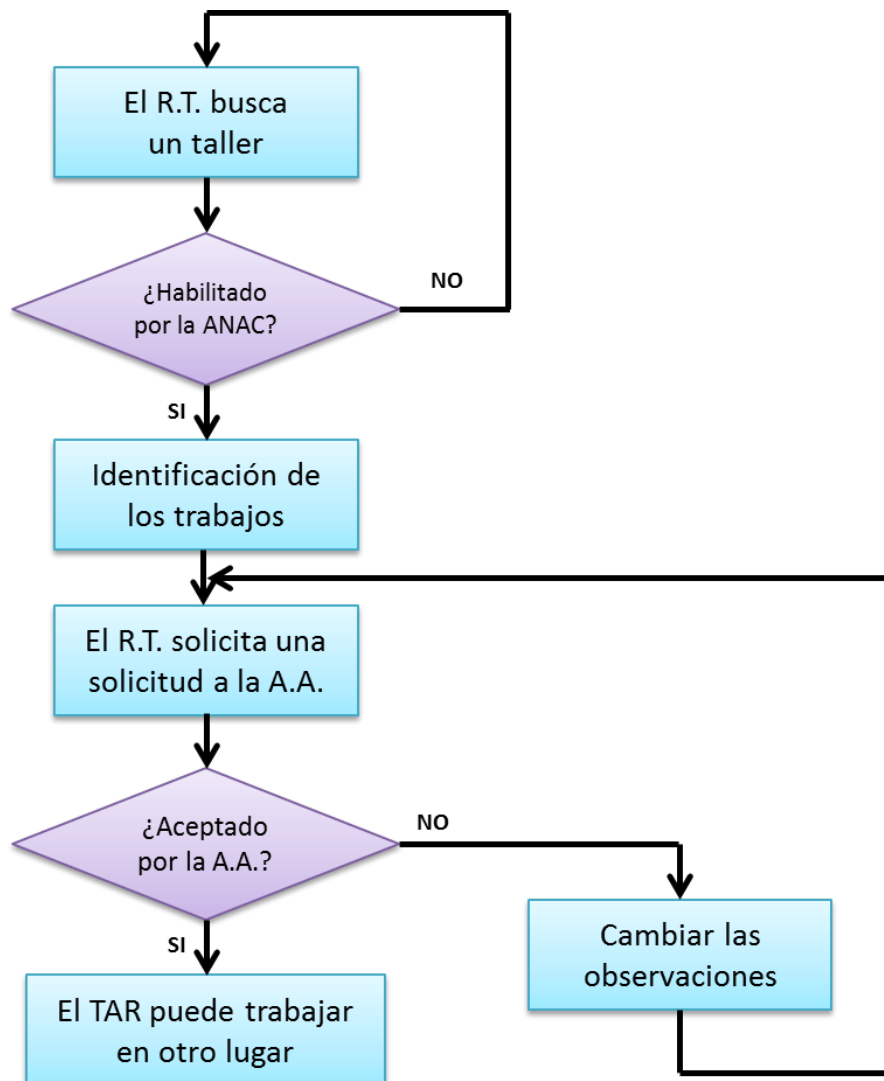 El R.T. busca
un taller
¿Habilitado
por la ANAC?
NO
SI
Identificación de
los trabajos
El R.T. solicita una
solicitud a la A.A.
¿Aceptado
por la A.A.?
NO
SI
Cambiar las
observaciones
El TAR puede trabajar
en otro lugar